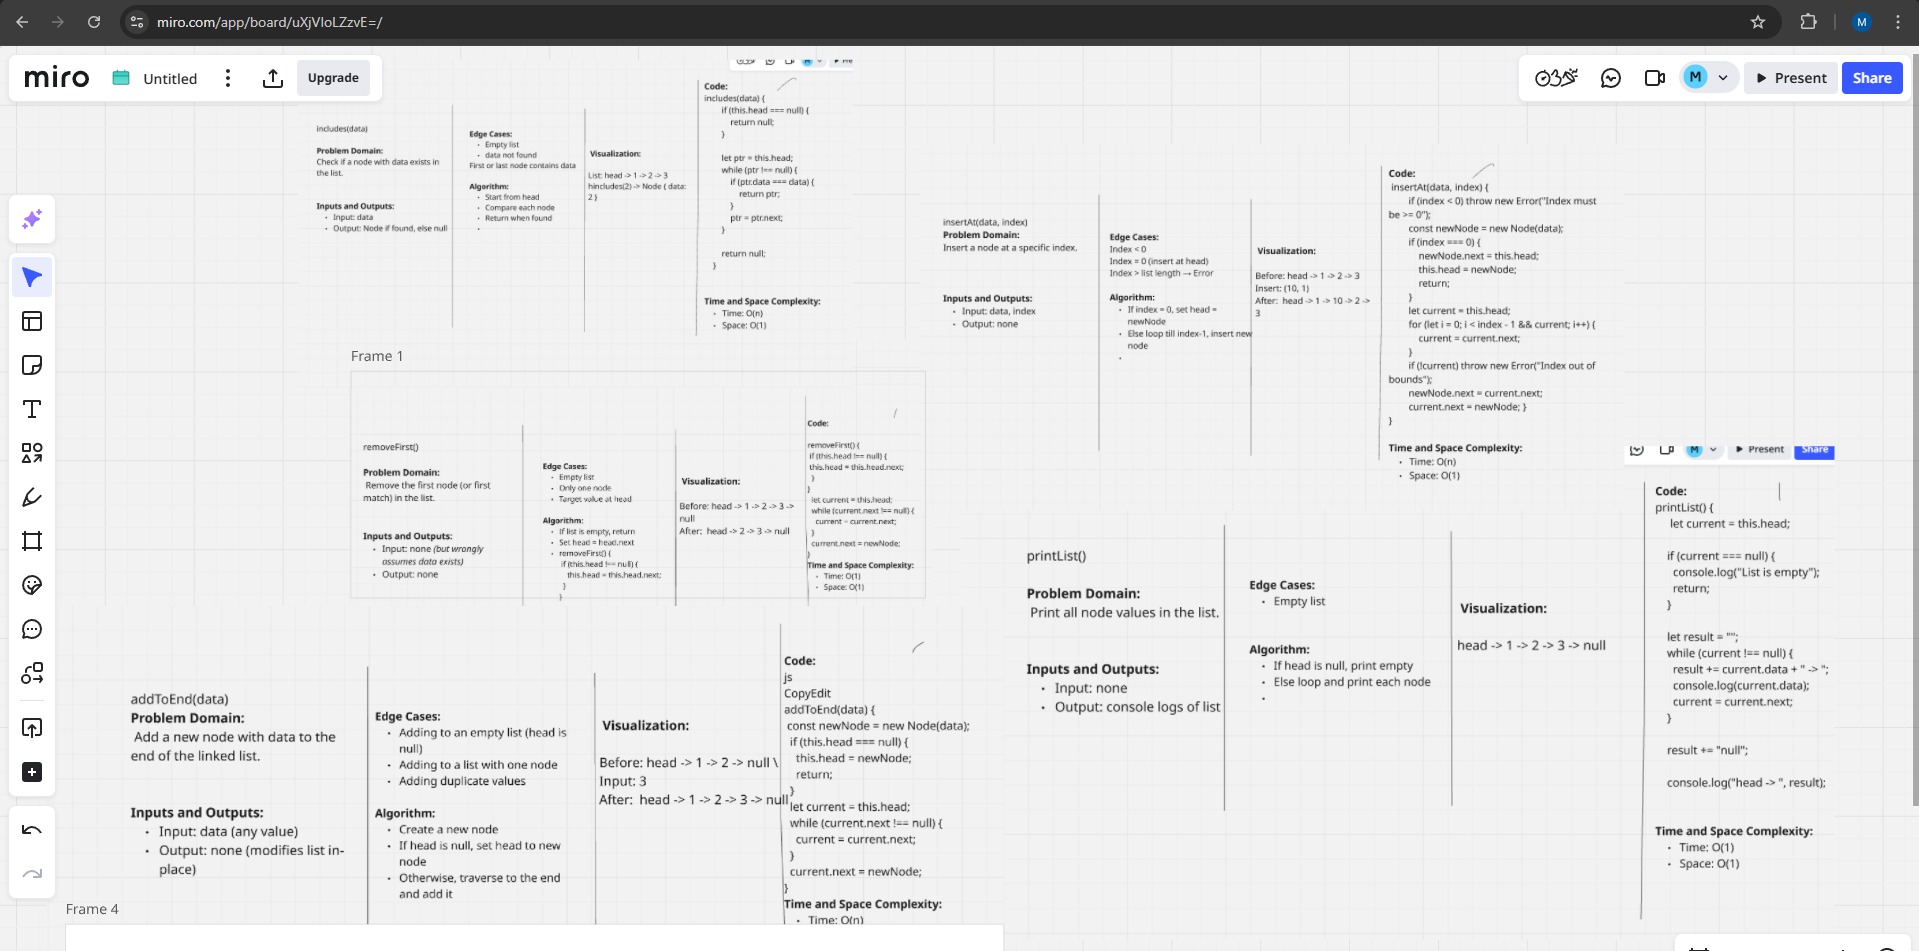 miro.com/app/board/uXjVIoLZzvE=/
M
miro
Untitled
Upgrade
M
Present
Share
includes(data)
Problem Domain:
Check if a node with data exists in
the list.
Inputs and Outputs:
Input: data
Output: Node if found, else null
Edge Cases:
Empty list
data not found
First or last node contains data
Algorithm:
Start from head
Compare each node
Return when found
Visualization:
List: head -> 1 -> 2 -> 3
hincludes(2) -> Node { data:
2 }
Code:
includes(data) {
if (this.head === null) {
return null;
}
let ptr = this.head;
while (ptr !== null) {
if (ptr.data === data) {
return ptr;
}
ptr = ptr.next;
}
return null;
}
Time and Space Complexity:
Time: O(n)
Space: O(1)
insertAt(data, index)
Problem Domain:
Insert a node at a specific index.
Inputs and Outputs:
Input: data, index
Output: none
Edge Cases:
Index < 0
Index = 0 (insert at head)
Index > list length → Error
Algorithm:
If index = 0, set head =
newNode
Else loop till index-1, insert new
node
Visualization:
Before: head -> 1 -> 2 -> 3
Insert: (10, 1)
After:  head -> 1 -> 10 -> 2 ->
3
Code:
insertAt(data, index) {
if (index < 0) throw new Error("Index must
be >= 0");
const newNode = new Node(data);
if (index === 0) {
newNode.next = this.head;
this.head = newNode;
return;
}
let current = this.head;
for (let i = 0; i < index - 1 && current; i++) {
current = current.next;
}
if (!current) throw new Error("Index out of
bounds");
newNode.next = current.next;
current.next = newNode; }
}
Time and Space Complexity:
Time: O(n)
Space: O(1)
Frame 1
removeFirst()
Problem Domain:
Remove the first node (or first
match) in the list.
Inputs and Outputs:
Input: none (but wrongly
assumes data exists)
Output: none
Edge Cases:
Empty list
Only one node
Target value at head
Algorithm:
If list is empty, return
Set head = head.next
removeFirst() {
if (this.head !== null) {
this.head = this.head.next;
}
}
Visualization:
Before: head -> 1 -> 2 -> 3 ->
null
After:  head -> 2 -> 3 -> null
Code:
removeFirst() {
if (this.head !== null) {
this.head = this.head.next;
}
}
let current = this.head;
while (current.next !== null) {
current = current.next;
}
current.next = newNode;
}
Time and Space Complexity:
Time: O(1)
Space: O(1)
addToEnd(data)
Problem Domain:
Add a new node with data to the
end of the linked list.
Inputs and Outputs:
Input: data (any value)
Output: none (modifies list in-
place)
Edge Cases:
Adding to an empty list (head is
null)
Adding to a list with one node
Adding duplicate values
Algorithm:
Create a new node
If head is null, set head to new
node
Otherwise, traverse to the end
and add it
Visualization:
Before: head -> 1 -> 2 -> null \
Input: 3
After:  head -> 1 -> 2 -> 3 -> null
Code:
js
CopyEdit
addToEnd(data) {
const newNode = new Node(data);
if (this.head === null) {
this.head = newNode;
return;
}
let current = this.head;
while (current.next !== null) {
current = current.next;
}
current.next = newNode;
}
Time and Space Complexity:
Time: O(n)
M
Present
Share
printList()
Problem Domain:
Print all node values in the list.
Inputs and Outputs:
Input: none
Output: console logs of list
Edge Cases:
Empty list
Algorithm:
If head is null, print empty
Else loop and print each node
Visualization:
head -> 1 -> 2 -> 3 -> null
Code:
printList() {
let current = this.head;
if (current === null) {
console.log("List is empty");
return;
}
let result = "";
while (current !== null) {
result += current.data + " -> ";
console.log(current.data);
current = current.next;
}
result += "null";
console.log("head -> ", result);
Time and Space Complexity:
Time: O(1)
Space: O(1)
Frame 4